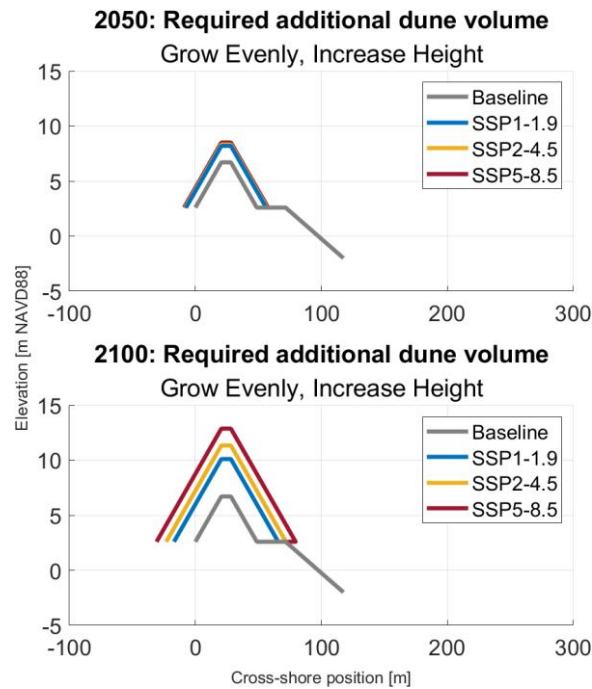 2050: Required additional dune volume
Grow Evenly, Increase Height
15
10
5
0
-5
-100
0
100
200
300
Baseline
SSP1-1.9
SSP2-4.5
SSP5-8.5
Elevation [m NAVD88]
2100: Required additional dune volume
Grow Evenly, Increase Height
15
10
5
0
-5
-100
0
100
200
300
Baseline
SSP1-1.9
SSP2-4.5
SSP5-8.5
Cross-shore position [m]